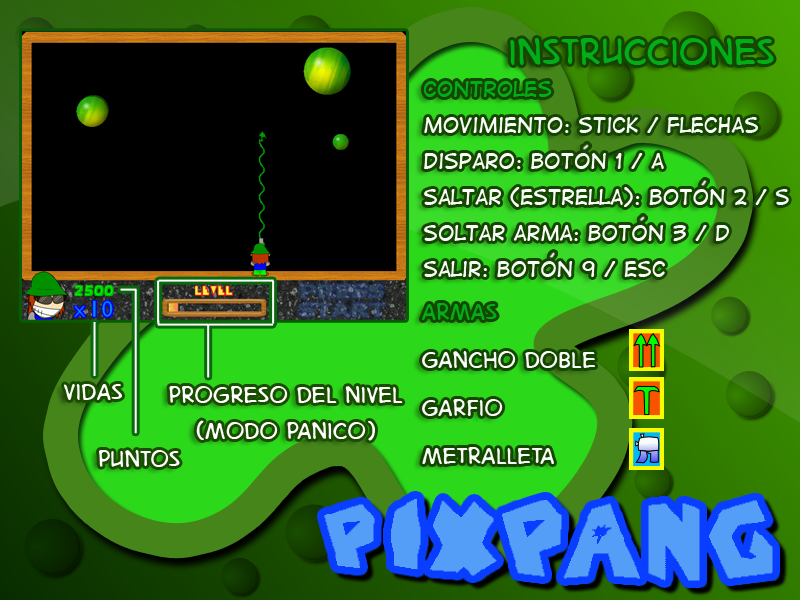 INSTRUCCIONES
CONTROLES
MOVIMIENTO: STICK / FLECHAS
DISPARO: BOTÓN 1 / A
SALTAR (ESTRELLA): BOTÓN 2 / S
SOLTAR ARMA: BOTÓN 3 / D
SALIR: BOTÓN 9 / ESC
2500
x10
LEVEL
ARMAS
GANCHO DOBLE
GARFIO
METRALLETA
VIDAS
PROGRESO DEL NIVEL
(MODO PANICO)
PUNTOS
PIXPANG